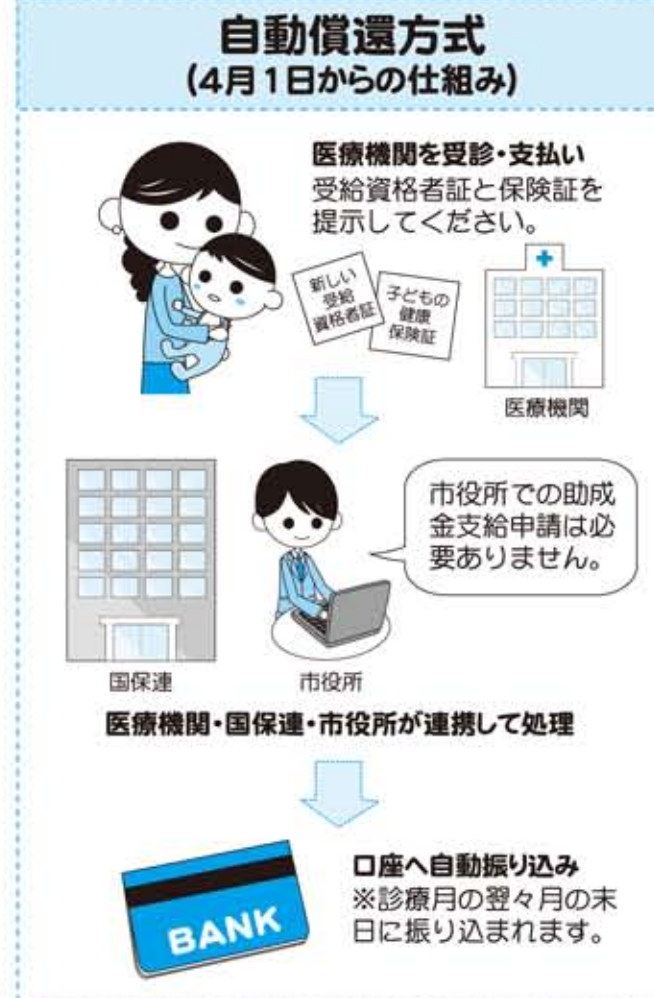 自動償還方式
(4月1日からの仕組み)
医療機関を受診・支払い
受給資格者証と保険証を
提示してください。
新しい
受給
資格者証
子どもの
健康
保険証
医療機関
市役所での助成
金支給申請は必
要ありません。
国保連
市役所
医療機関・国保連・市役所が連携して処理
口座へ自動振り込み
※診療月の翌々月の末
日に振り込まれます。
BANK